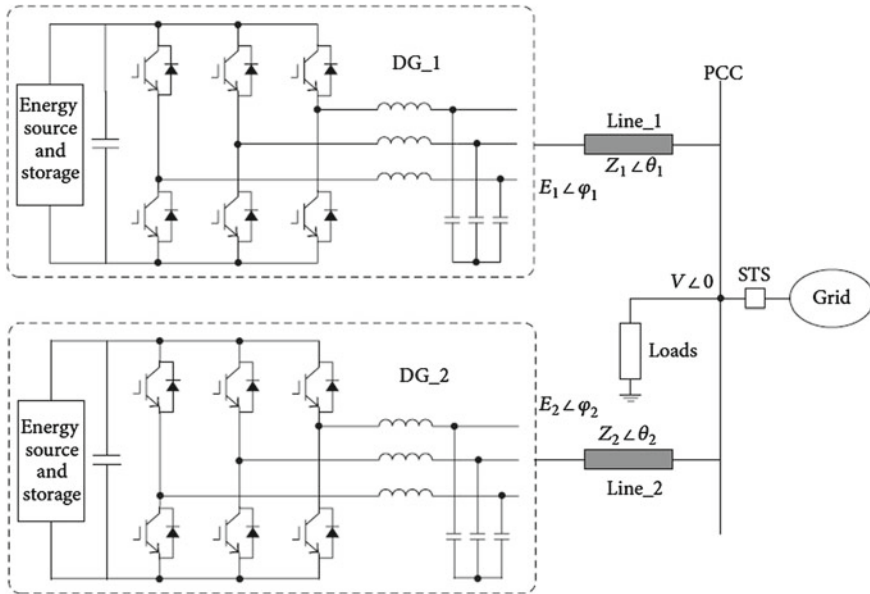 DG_1
Energy
source
and
storage
E₁∠φ₁
Line_1
Z₁∠θ₁
PCC
V∠0
STS
Grid
Loads
DG_2
Energy
source
and
storage
E₂∠φ₂
Z₂∠θ₂
Line_2